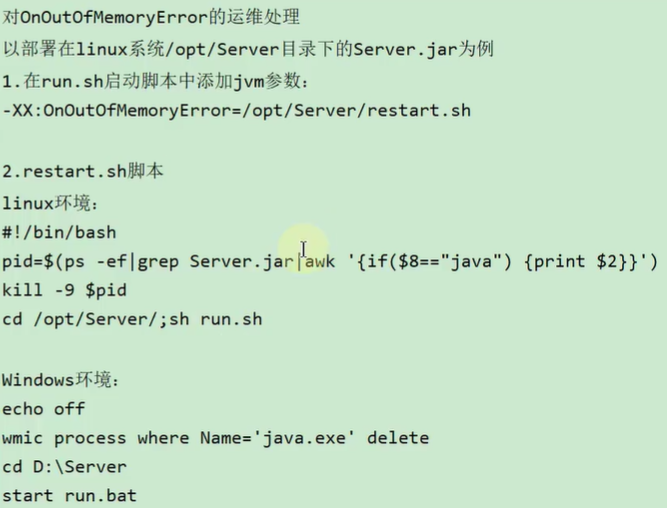 对OnOutOfMemoryError的运维处理
以部署在linux系统/opt/Server目录下的Server.jar为例
1.在run.sh启动脚本中添加jvm参数:
-XX:OnOutOfMemoryError=/opt/Server/restart.sh
2.restart.sh脚本
linux环境:
#!/bin/bash
pid=$(ps -ef|grep Server.jar|awk '{if($8=="java") {print $2}}')
kill -9 $pid
cd /opt/Server/;sh run.sh
Windows环境:
echo off
wmic process where Name='java.exe' delete
cd D:\Server
start run.bat